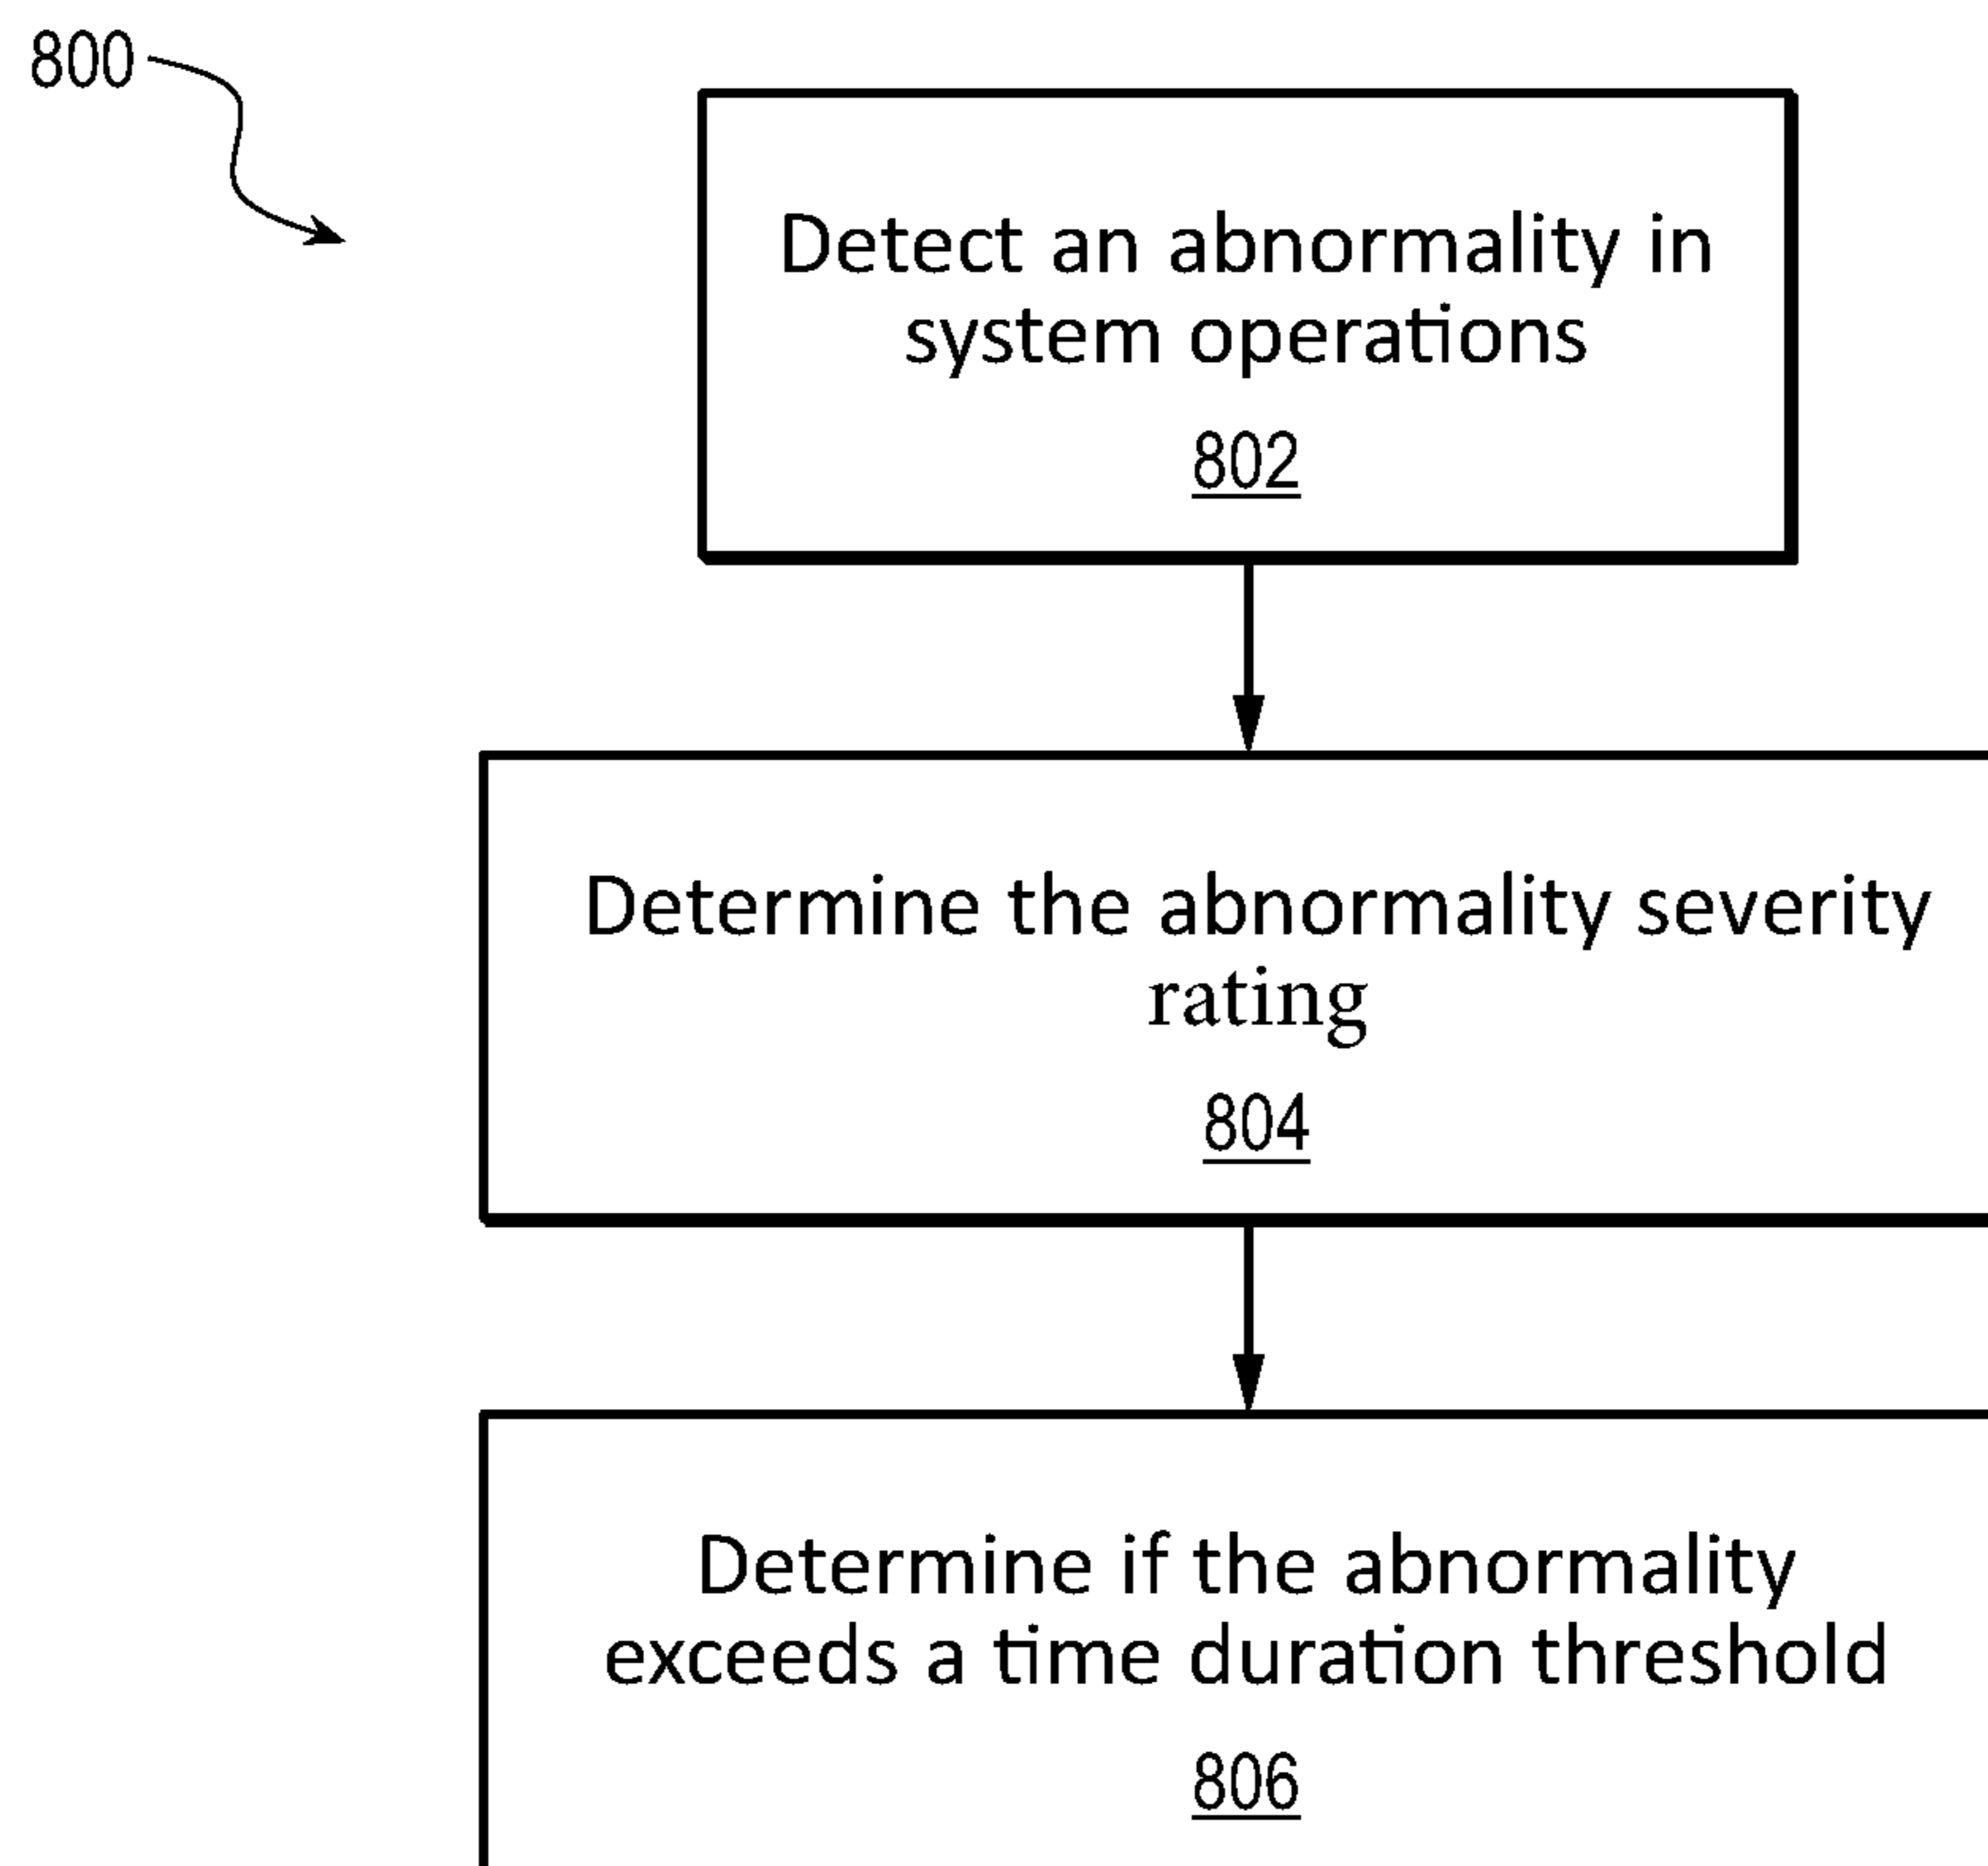 800
Detect an abnormality in
system operations
802
Determine the abnormality severity
rating
804
Determine if the abnormality
exceeds a time duration threshold
806